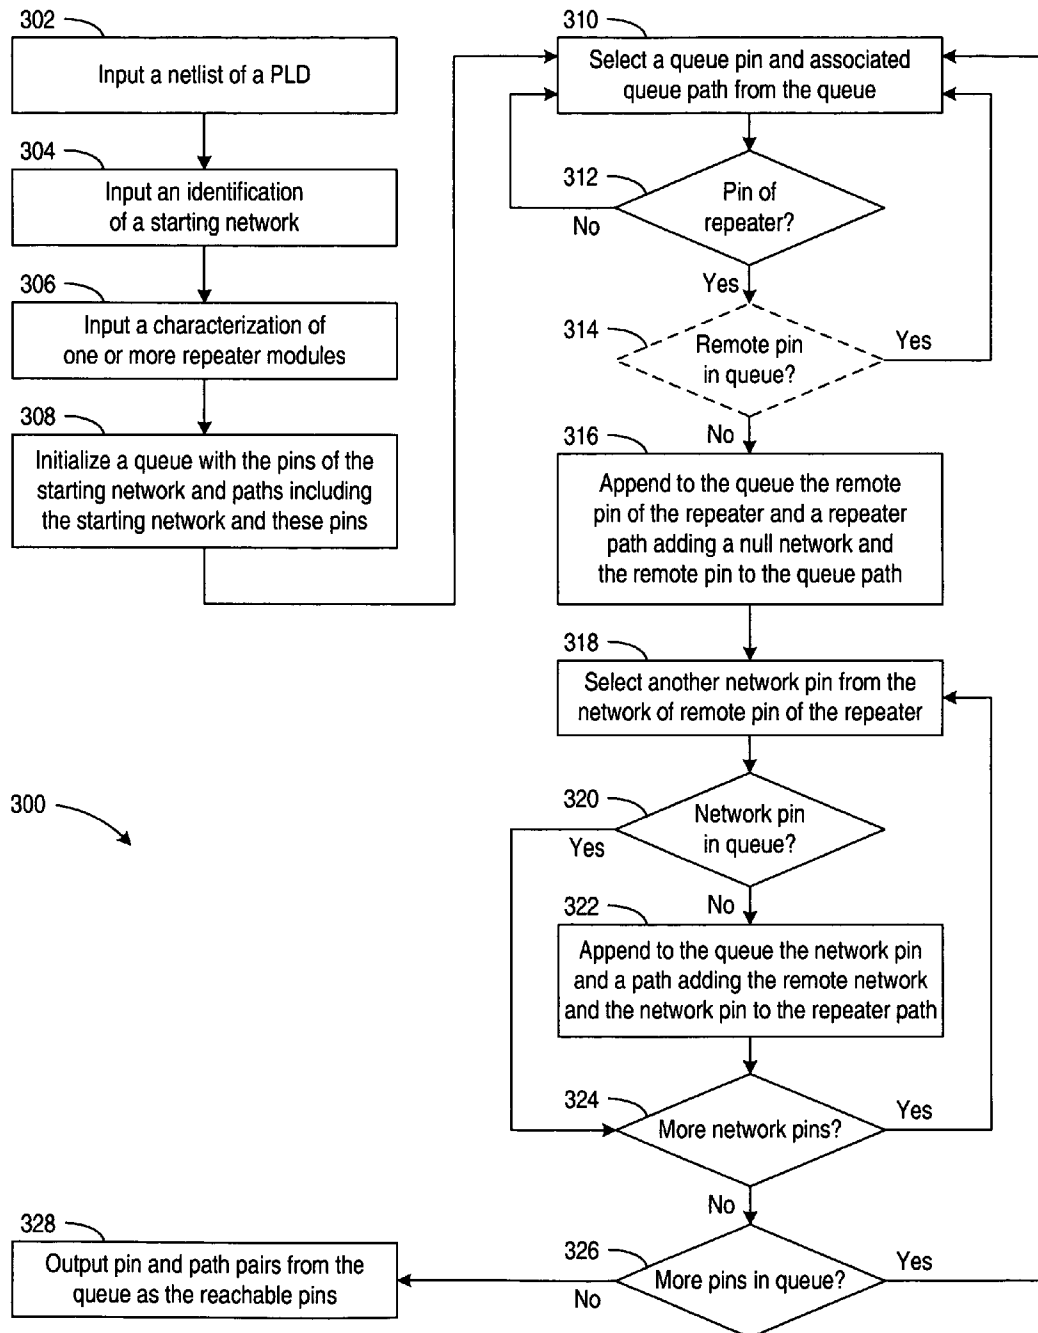 302
Input a netlist of a PLD
304
Input an identification
of a starting network
306
Input a characterization of
one or more repeater modules
308
Initialize a queue with the pins of the
starting network and paths including
the starting network and these pins
310
Select a queue pin and associated
queue path from the queue
312
Pin of
repeater?
No
Yes
314
Remote pin
in queue?
Yes
No
316
Append to the queue the remote
pin of the repeater and a repeater
path adding a null network and
the remote pin to the queue path
318
Select another network pin from the
network of remote pin of the repeater
300
320
Network pin
in queue?
Yes
No
322
Append to the queue the network pin
and a path adding the remote network
and the network pin to the repeater path
324
More network pins?
Yes
No
326
More pins in queue?
Yes
No
328
Output pin and path pairs from the
queue as the reachable pins